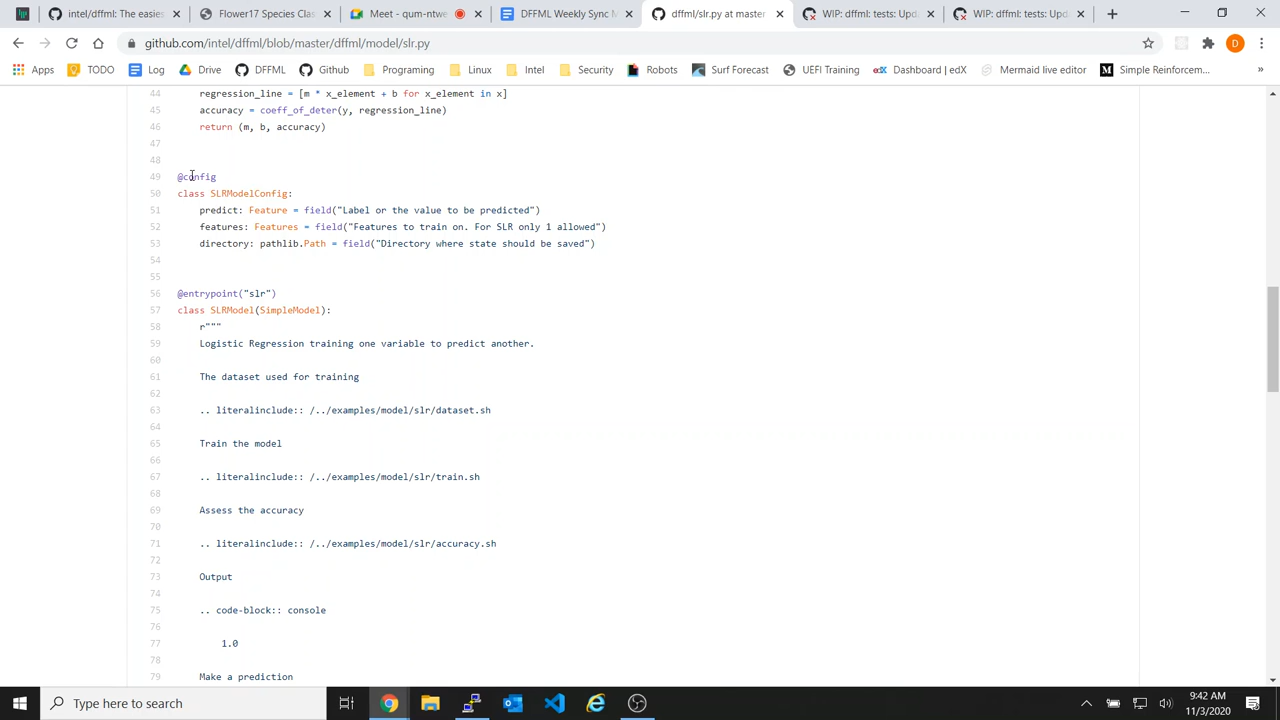 intel/dffml: The easies
Flower17 Species Clas
Meet - qum-ntwe
DFFML Weekly Sync M
dffml/slr.py at master
WIP: dffml: tests: Upda
WIP: dffml: tests: Upda
github.com/intel/dffml/blob/master/dffml/model/slr.py
D
Apps
TODO
Log
Drive
DFFML
Github
Programing
Linux
Intel
Security
Robots
Surf Forecast
UEFI Training
Dashboard | edX
Mermaid live editor
Simple Reinforcem...
»
44 regression_line = [m * x_element + b for x_element in x]
45 accuracy = coeff_of_deter(y, regression_line)
46 return (m, b, accuracy)
47
48
49 @config
50 class SLRModelConfig:
51 predict: Feature = field("Label or the value to be predicted")
52 features: Features = field("Features to train on. For SLR only 1 allowed")
53 directory: pathlib.Path = field("Directory where state should be saved")
54
55
56 @entrypoint("slr")
57 class SLRModel(SimpleModel):
58 r"""
59 Logistic Regression training one variable to predict another.
60
61 The dataset used for training
62
63 .. literalinclude:: /../examples/model/slr/dataset.sh
64
65 Train the model
66
67 .. literalinclude:: /../examples/model/slr/train.sh
68
69 Assess the accuracy
70
71 .. literalinclude:: /../examples/model/slr/accuracy.sh
72
73 Output
74
75 .. code-block:: console
76
77 1.0
78
79 Make a prediction
Type here to search
9:42 AM
11/3/2020